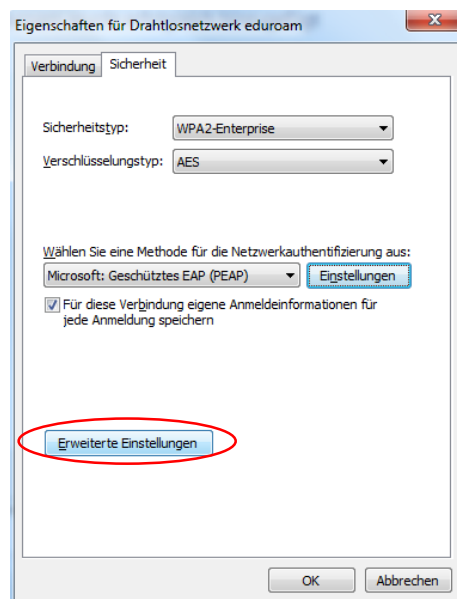 Eigenschaften für Drahtlosnetzwerk eduroam
x
Verbindung Sicherheit
Sicherheitstyp: WPA2-Enterprise
Verschlüsselungstyp: AES
Wählen Sie eine Methode für die Netzwerkauthentifizierung aus:
Microsoft: Geschütztes EAP (PEAP) Einstellungen
Für diese Verbindung eigene Anmeldeinformationen für
jede Anmeldung speichern
Erweiterte Einstellungen
OK Abbrechen